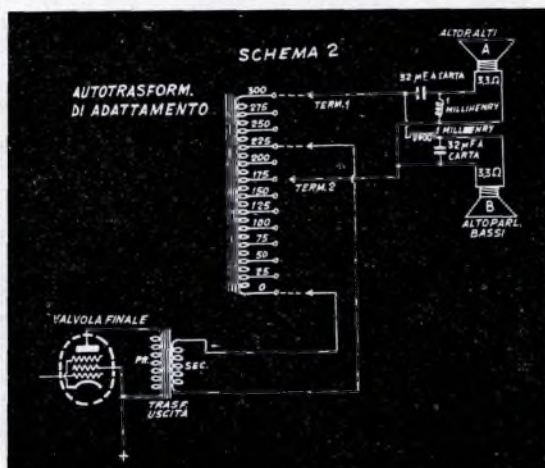 SCHEMA 2
AUTOTRASFORM.
DI ADATTAMENTO
300
275
250
225
200
175
150
125
100
75
50
25
0
TERM.1
TERM.2
ALTOP. ALTI
A
3,3Ω
32 µF A
CARTA
1
MILLIHENRY
1 MILLIHENRY
32 µF A
CARTA
3,3Ω
B
ALTOPARL.
BASSI
VALVOLA FINALE
PR.
SEC.
TRASF.
USCITA
+